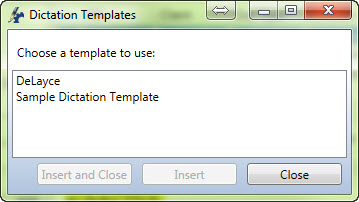 Dictation Templates
Choose a template to use:
DeLayce
Sample Dictation Template
Insert and Close Insert Close